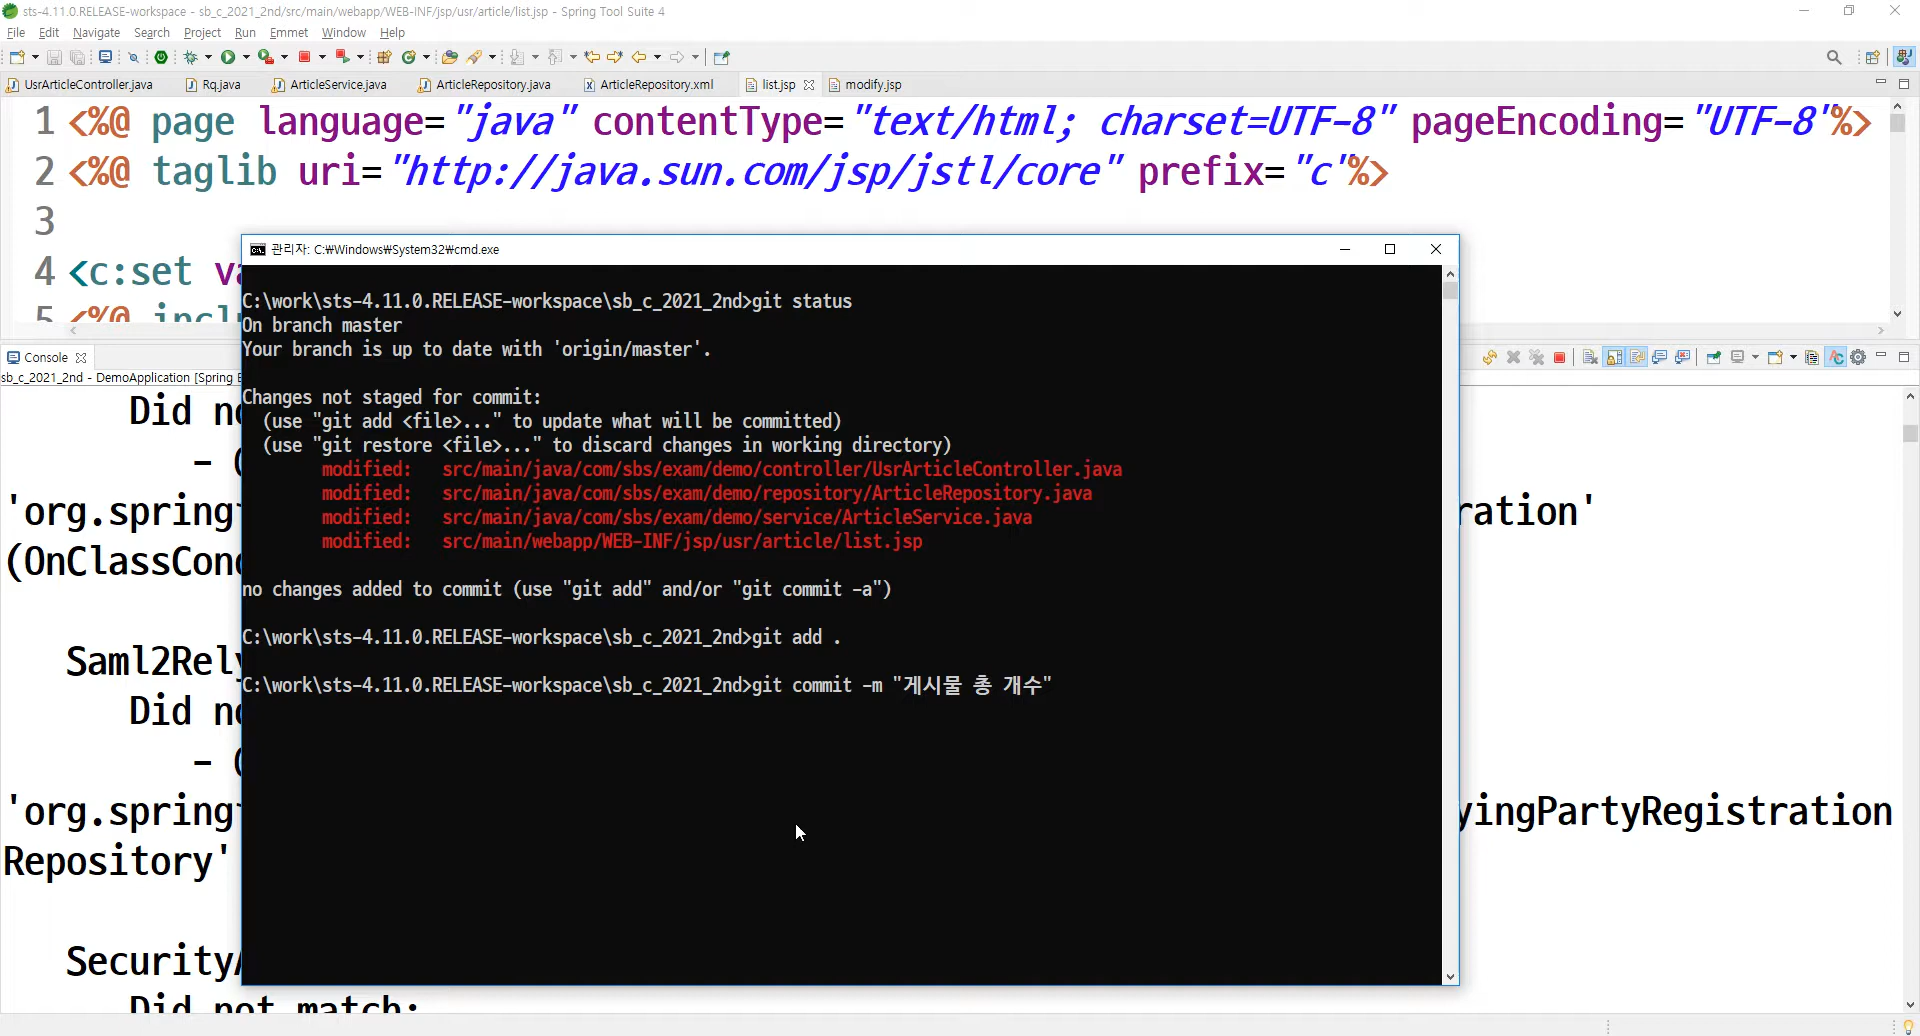 sts-4.11.0.RELEASE-workspace - sb_c_2021_2nd/src/main/webapp/WEB-INF/jsp/usr/article/list.jsp - Spring Tool Suite 4
File Edit Navigate Search Project Run Emmet Window Help
UsrArticleController.java Rq.java ArticleService.java ArticleRepository.java ArticleRepository.xml list.jsp modify.jsp
1 <%@ page language="java" contentType="text/html; charset=UTF-8" pageEncoding="UTF-8"%>
2 <%@ taglib uri="http://java.sun.com/jsp/jstl/core" prefix="c"%>
3
4 <c:set va
5 <%@ incl
관리자: C:\Windows\System32\cmd.exe
C:\work\sts-4.11.0.RELEASE-workspace\sb_c_2021_2nd>git status
On branch master
Your branch is up to date with 'origin/master'.
Changes not staged for commit:
(use "git add <file>..." to update what will be committed)
(use "git restore <file>..." to discard changes in working directory)
modified: src/main/java/com/sbs/exam/demo/controller/UsrArticleController.java
modified: src/main/java/com/sbs/exam/demo/repository/ArticleRepository.java
modified: src/main/java/com/sbs/exam/demo/service/ArticleService.java
modified: src/main/webapp/WEB-INF/jsp/usr/article/list.jsp
no changes added to commit (use "git add" and/or "git commit -a")
C:\work\sts-4.11.0.RELEASE-workspace\sb_c_2021_2nd>git add .
C:\work\sts-4.11.0.RELEASE-workspace\sb_c_2021_2nd>git commit -m "게시물 총 개수"
Console
sb_c_2021_2nd - DemoApplication [Spring
Did no
- 
'org.spring ration'
(OnClassCon
Saml2Rely
Did no
- 
'org.spring yingPartyRegistration
Repository'
Security
Did not match: